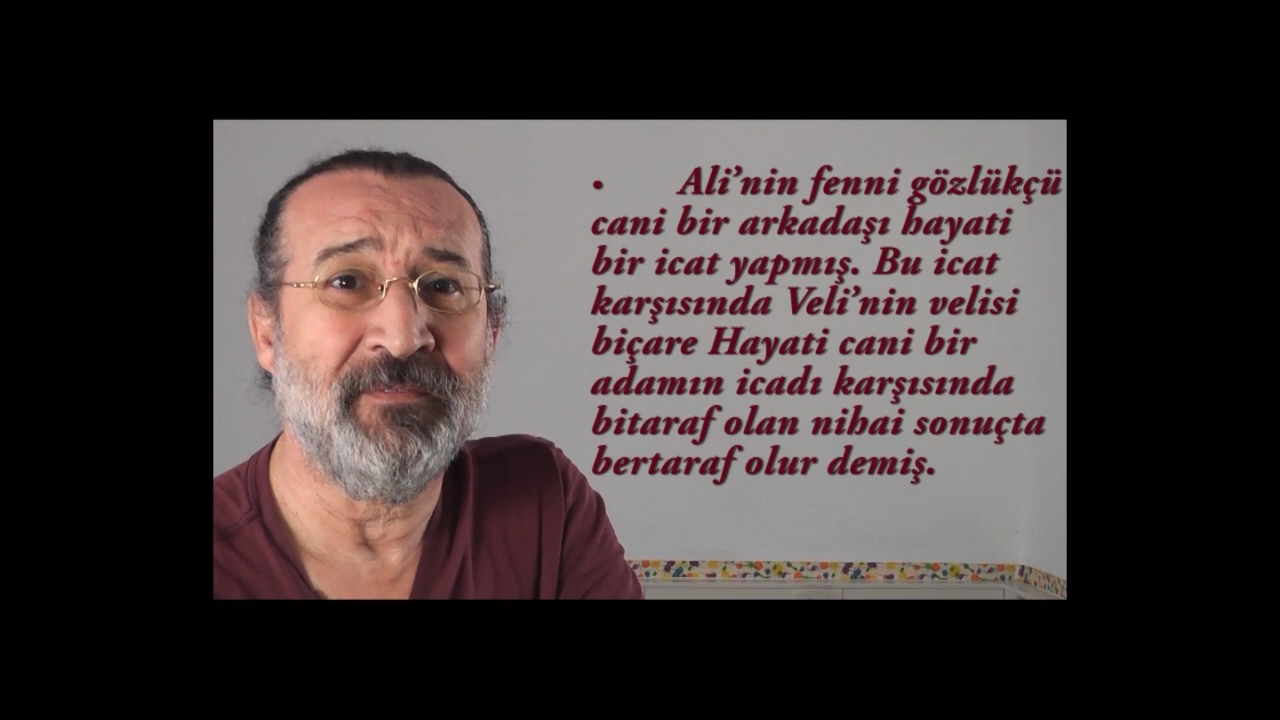 • Ali’nin fenni gözlükçü
cani bir arkadaşı hayati
bir icat yapmış. Bu icat
karşısında Veli’nin velisi
biçare Hayati cani bir
adamın icadı karşısında
bitaraf olan nihai sonuçta
bertaraf olur demiş.